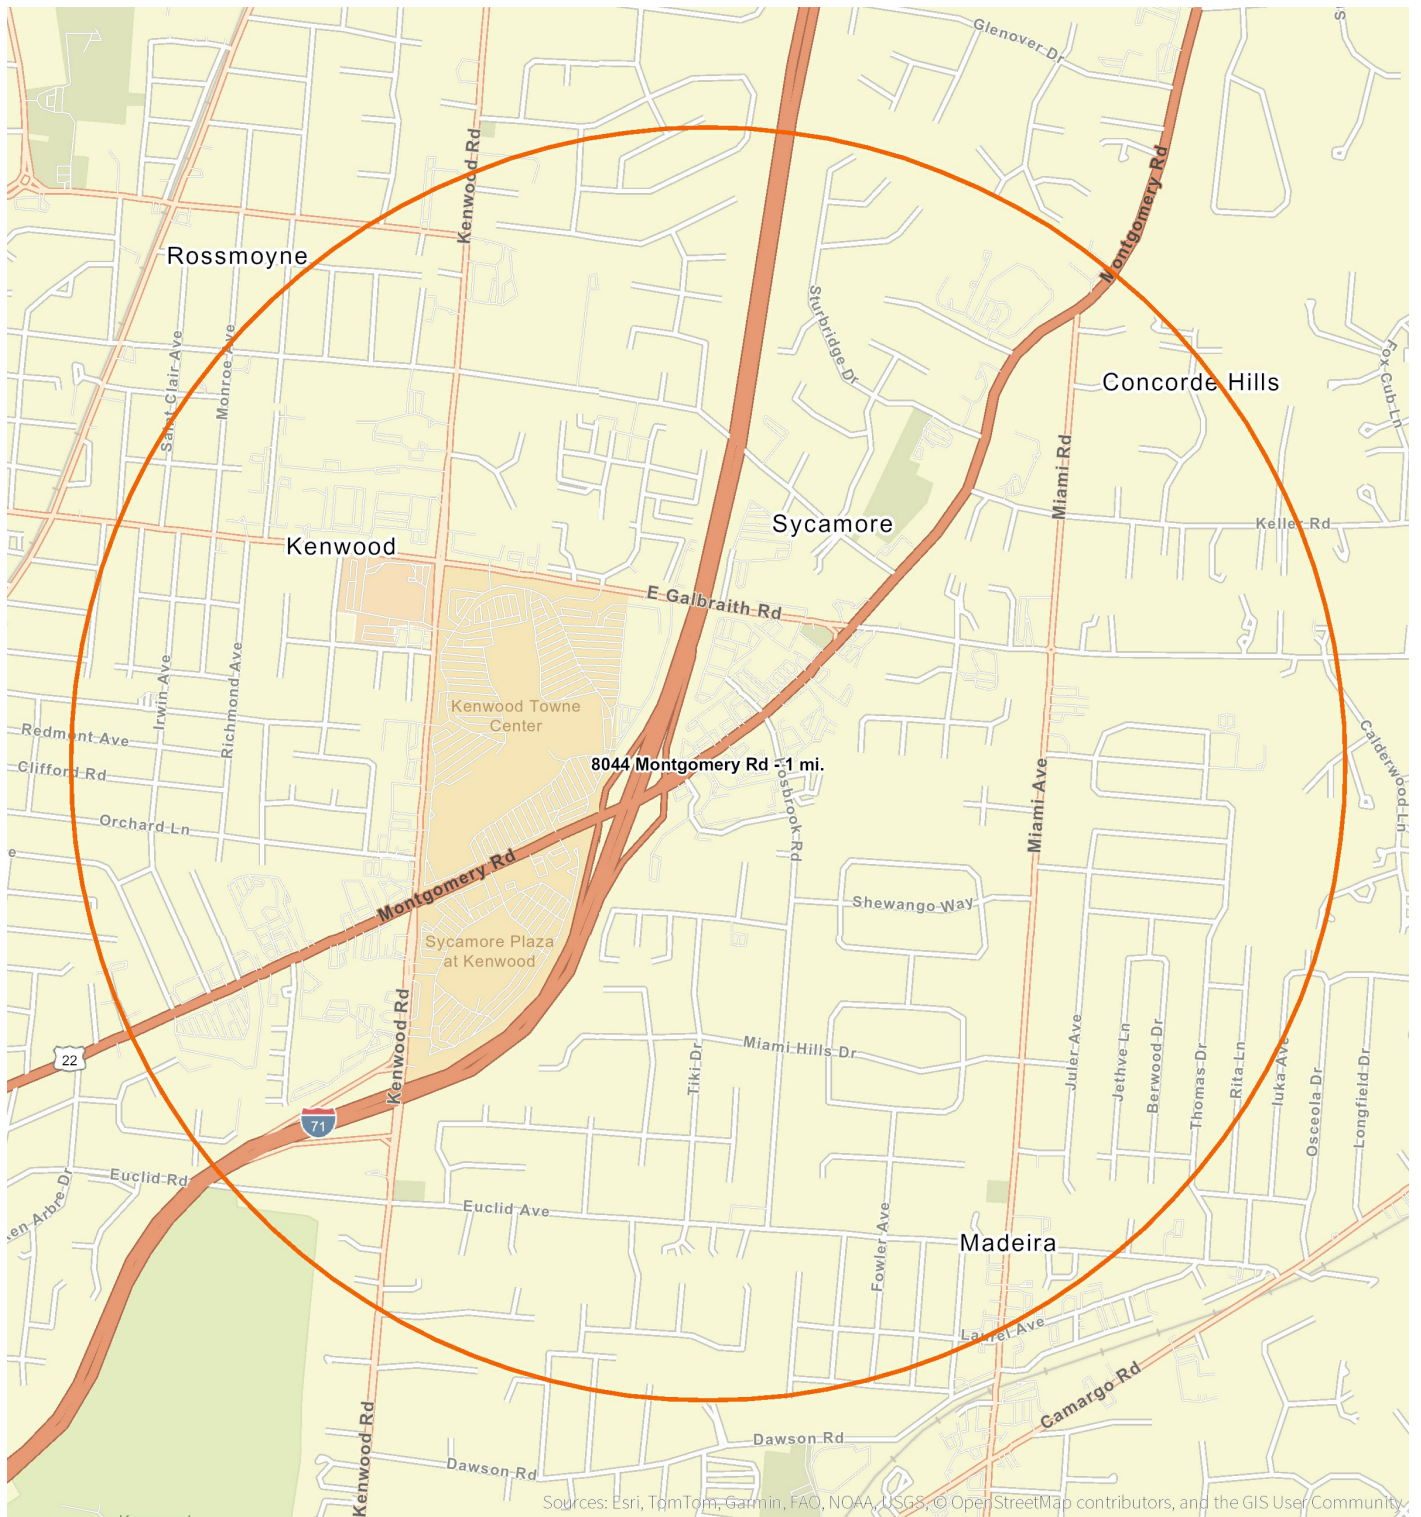 Glenover Dr
Kenwood Rd
Montgomery Rd
Rossmoyne
Sturbridge Dr
Saint Clair Ave
Monroe Ave
Fox Cub Ln
Concorde Hills
Miami Rd
Sycamore
Keller Rd
Kenwood
E Galbraith Rd
Irwin Ave
Richmond Ave
Kenwood Towne
Center
Redmont Ave
Clifford Rd
8044 Montgomery Rd - 1 mi.
Calderwood Ln
Miami Ave
Orchard Ln
Montgomery Rd
Shewango Way
Sycamore Plaza
at Kenwood
Kenwood Rd
22
Miami Hills Dr
Tiki Dr
Juler Ave
Jethve Ln
Berwood Dr
Thomas Dr
Rita Ln
Iuka Ave
Osceola Dr
Longfield Dr
71
Euclid Rd
Euclid Ave
Fowler Ave
Madeira
Laurel Ave
Camargo Rd
Kenwood Rd
Dawson Rd
Dawson Rd
Sources: Esri, TomTom, Garmin, FAO, NOAA, USGS, © OpenStreetMap contributors, and the GIS User Community